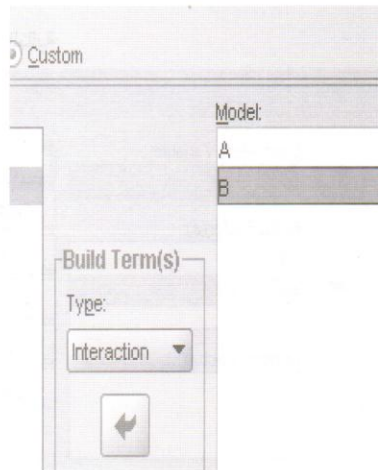 Custom
Model:
A
B
Build Term(s)
Type:
Interaction